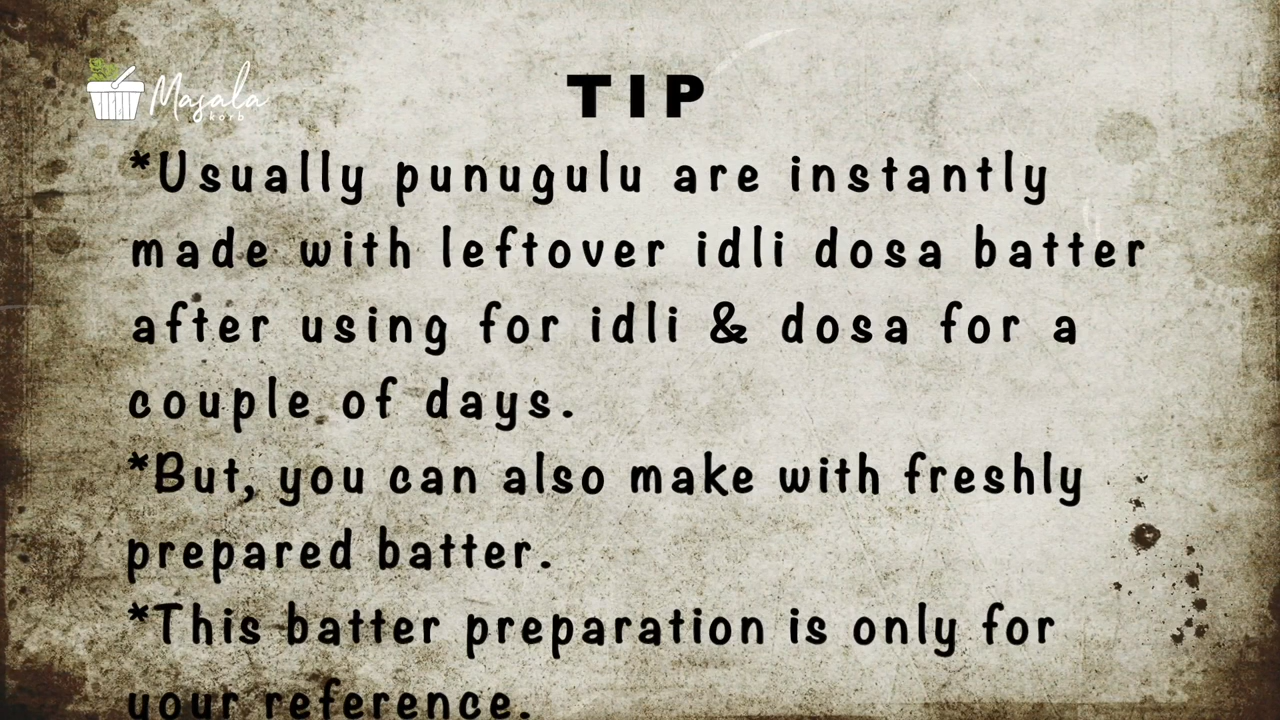 Masala
korb
TIP
*Usually punugulu are instantly
made with leftover idli dosa batter
after using for idli & dosa for a
couple of days.
*But, you can also make with freshly
prepared batter.
*This batter preparation is only for
your reference.